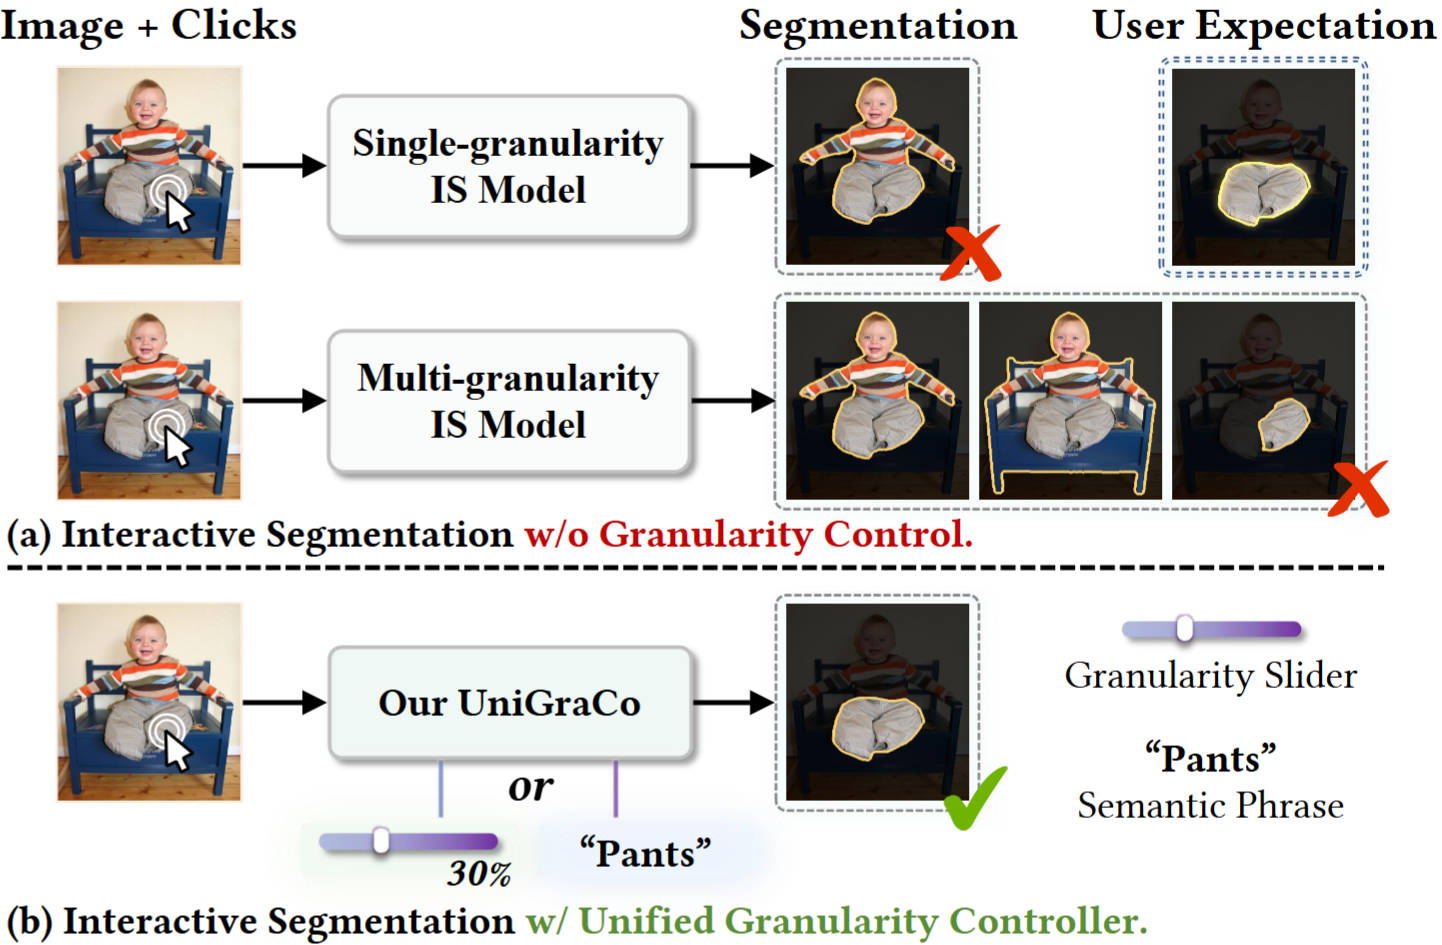 Image + Clicks
Segmentation
User Expectation
Single-granularity
IS Model
Multi-granularity
IS Model
(a) Interactive Segmentation w/o Granularity Control.
Our UniGraCo
or
30%
“Pants”
Granularity Slider
“Pants”
Semantic Phrase
(b) Interactive Segmentation w/ Unified Granularity Controller.